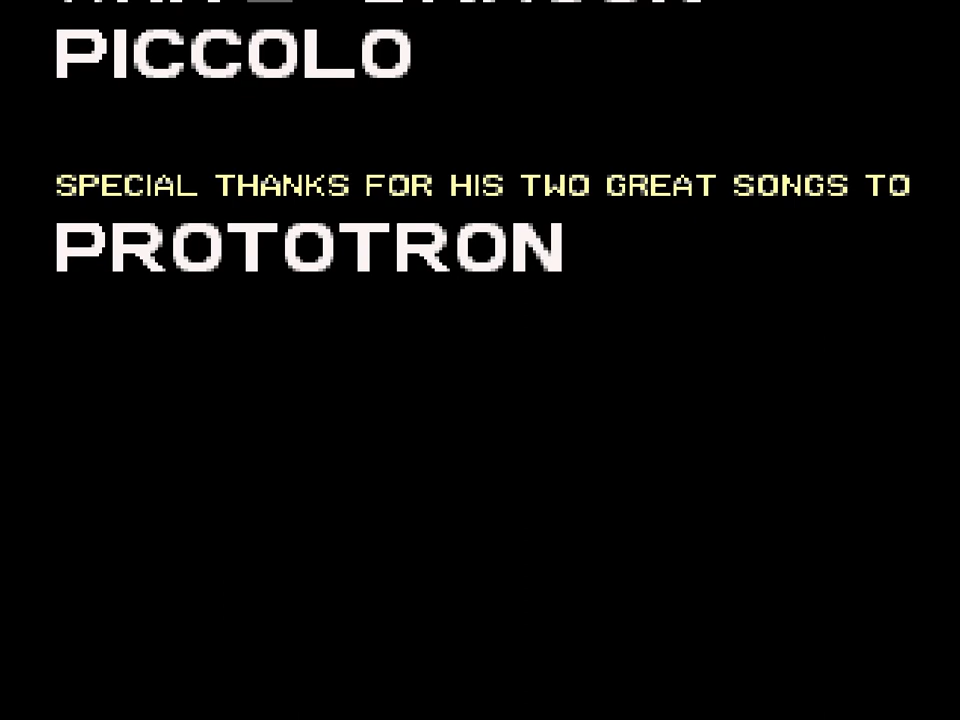 PICCOLO
SPECIAL THANKS FOR HIS TWO GREAT SONGS TO
PROTOTRON